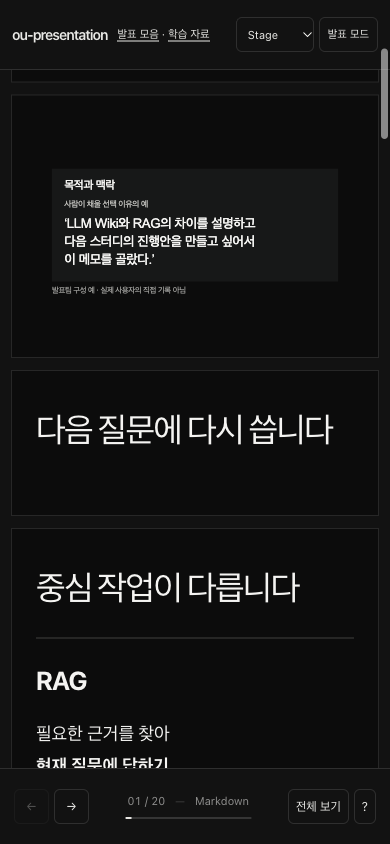 ou-presentation 발표 모음 · 학습 자료 Stage 발표 모드
목적과 맥락
사람이 채울 선택 이유의 예
‘LLM Wiki와 RAG의 차이를 설명하고
다음 스터디의 진행안을 만들고 싶어서
이 메모를 골랐다.’
발표팀 구성 예 · 실제 사용자의 직접 기록 아님
다음 질문에 다시 씁니다
중심 작업이 다릅니다
RAG
필요한 근거를 찾아
현재 질문에 답하기
← → 01 / 20 — Markdown 전체 보기 ?